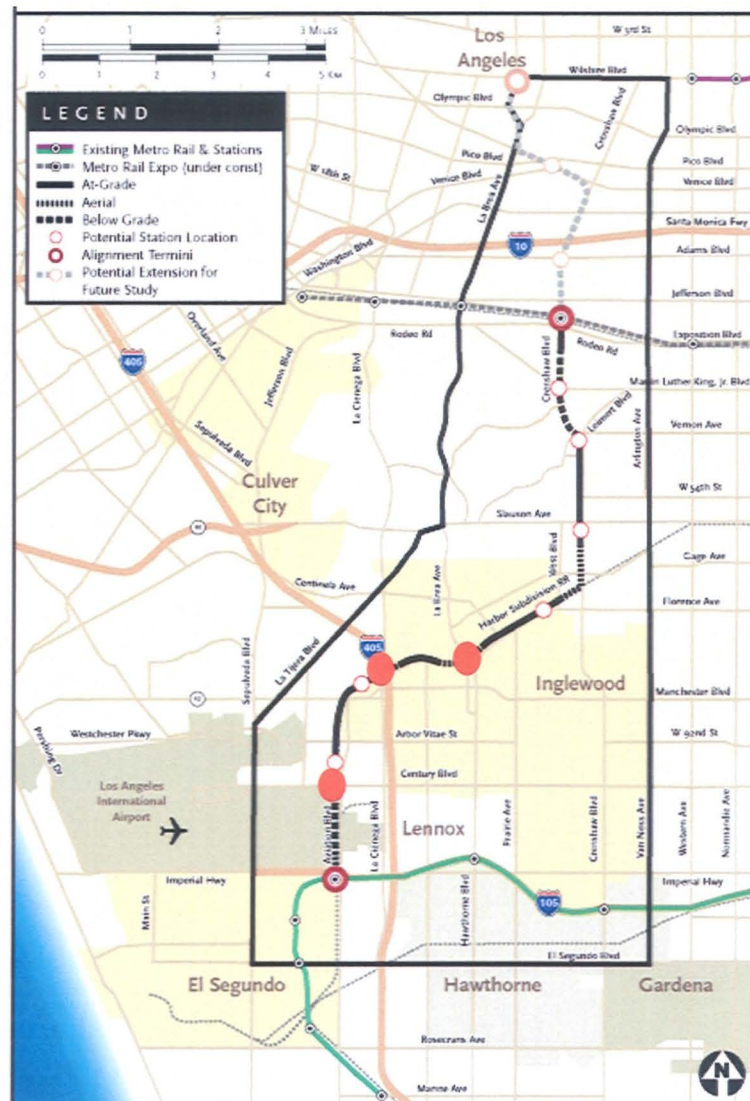 0 1 2 3 MILES
0 1 2 3 4 5 KM
LEGEND
Existing Metro Rail & Stations
Metro Rail Expo (under const)
At-Grade
Aerial
Below Grade
Potential Station Location
Alignment Termini
Potential Extension for
Future Study
Los
Angeles
W 3rd St
Wilshire Blvd
Olympic Blvd
Crenshaw Blvd
Olympic Blvd
Pico Blvd
Pico Blvd
W 18th St
Venice Blvd
Venice Blvd
La Brea Ave
Santa Monica Fwy
10
Washington Blvd
Adams Blvd
Jefferson Blvd
Overland Ave
Rodeo Rd
Rodeo Rd
Exposition Blvd
405
Jefferson Blvd
La Cienega Blvd
Crenshaw Blvd
Martin Luther King, Jr. Blvd
Leimert Blvd
Arlington Ave
Vernon Ave
Sepulveda Blvd
Culver
City
W 54th St
Slauson Ave
West Blvd
Gage Ave
Centinela Ave
La Brea Ave
Harbor Subdivision RR
Florence Ave
Sepulveda Blvd
La Tijera Blvd
405
Inglewood
Manchester Blvd
Pershing Dr
Westchester Pkwy
Arbor Vitae St
W 92nd St
Century Blvd
Los Angeles
International
Airport
Aviation Blvd
La Cienega Blvd
Lennox
Prairie Ave
Crenshaw Blvd
Van Ness Ave
Western Ave
Normandie Ave
Imperial Hwy
Imperial Hwy
Main St
Hawthorne Blvd
105
El Segundo Blvd
El Segundo
Hawthorne
Gardena
Rosecrans Ave
Marine Ave
N